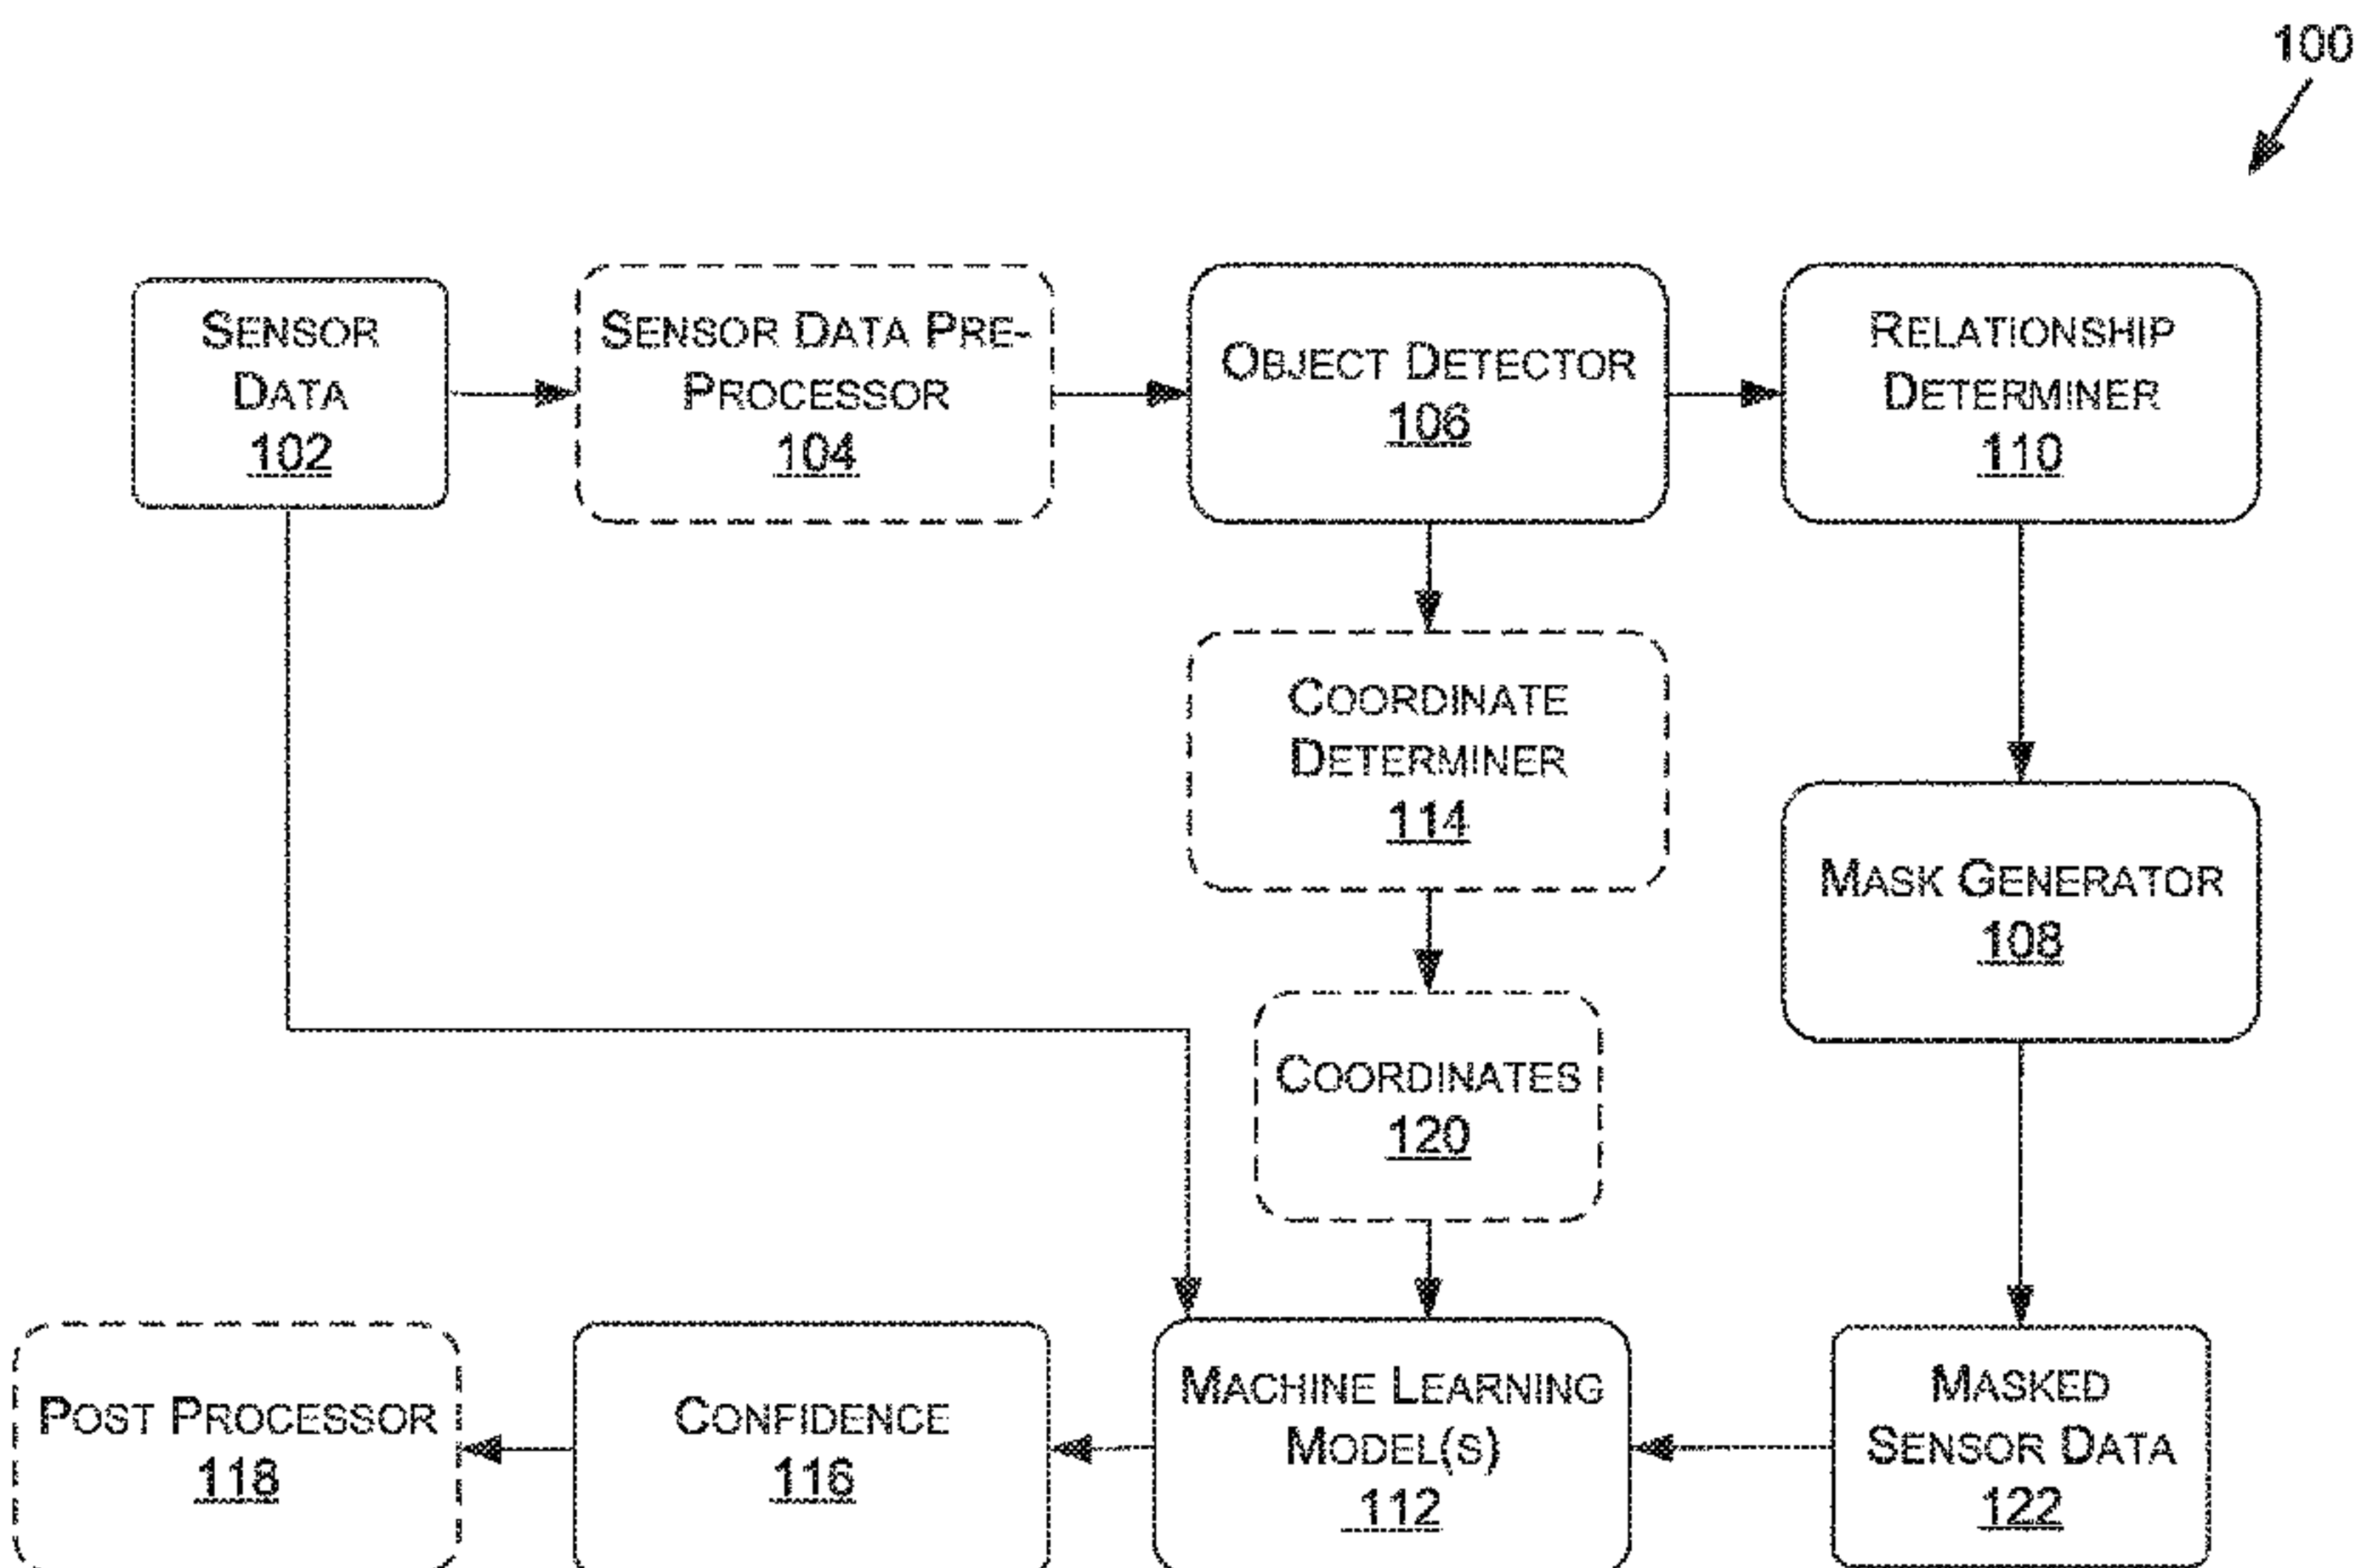 100
SENSOR
DATA
102
SENSOR DATA PRE-
PROCESSOR
104
OBJECT DETECTOR
106
RELATIONSHIP
DETERMINER
110
COORDINATE
DETERMINER
114
MASK GENERATOR
108
COORDINATES
120
POST PROCESSOR
118
CONFIDENCE
116
MACHINE LEARNING
MODEL(S)
112
MASKED
SENSOR DATA
122